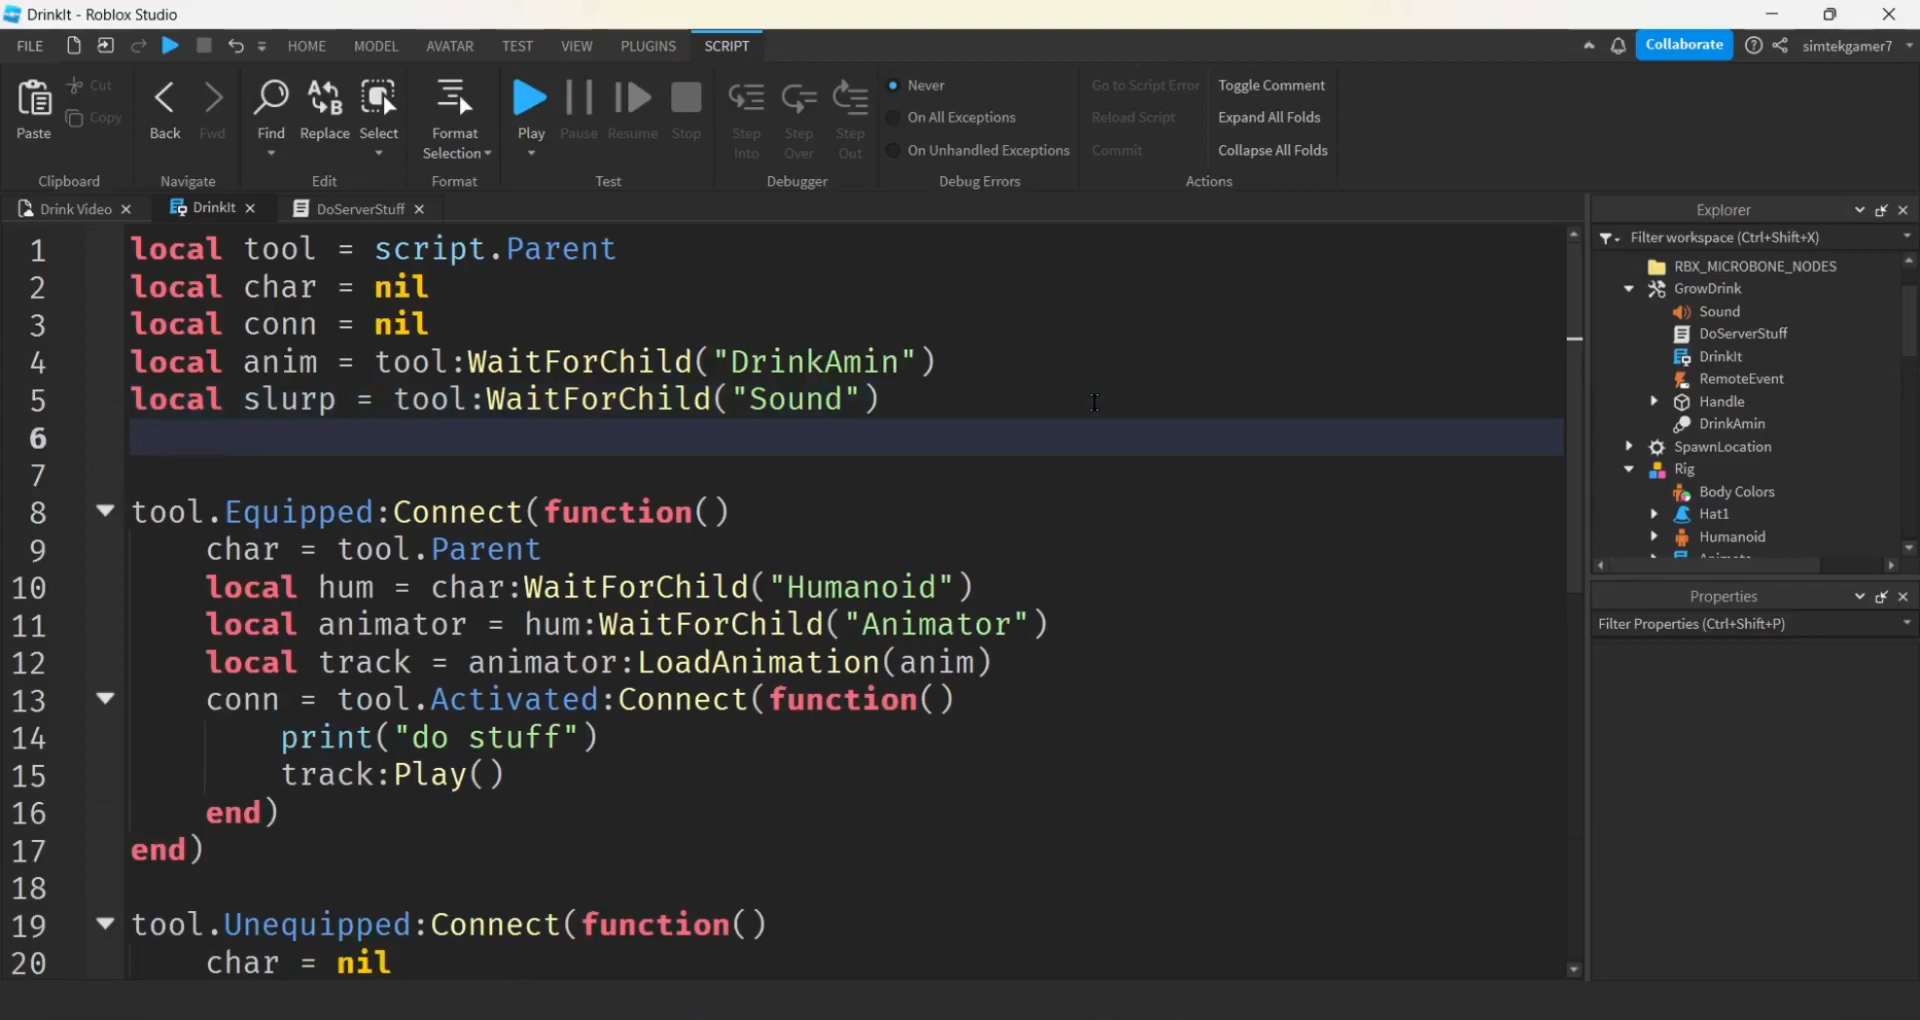 DrinkIt - Roblox Studio
FILE HOME MODEL AVATAR TEST VIEW PLUGINS SCRIPT Collaborate simtekgamer7
Paste Cut Copy Back Fwd Find Replace Select Format Selection Play Pause Resume Stop Step Into Step Over Step Out
Never
On All Exceptions
On Unhandled Exceptions
Go to Script Error
Reload Script
Commit
Toggle Comment
Expand All Folds
Collapse All Folds
Clipboard Navigate Edit Format Test Debugger Debug Errors Actions
Drink Video DrinkIt DoServerStuff
1 local tool = script.Parent
2 local char = nil
3 local conn = nil
4 local anim = tool:WaitForChild("DrinkAmin")
5 local slurp = tool:WaitForChild("Sound")
6
7
8 tool.Equipped:Connect(function()
9 char = tool.Parent
10 local hum = char:WaitForChild("Humanoid")
11 local animator = hum:WaitForChild("Animator")
12 local track = animator:LoadAnimation(anim)
13 conn = tool.Activated:Connect(function()
14 print("do stuff")
15 track:Play()
16 end)
17 end)
18
19 tool.Unequipped:Connect(function()
20 char = nil
Explorer
Filter workspace (Ctrl+Shift+X)
RBX_MICROBONE_NODES
GrowDrink
Sound
DoServerStuff
DrinkIt
RemoteEvent
Handle
DrinkAmin
SpawnLocation
Rig
Body Colors
Hat1
Humanoid
Properties
Filter Properties (Ctrl+Shift+P)